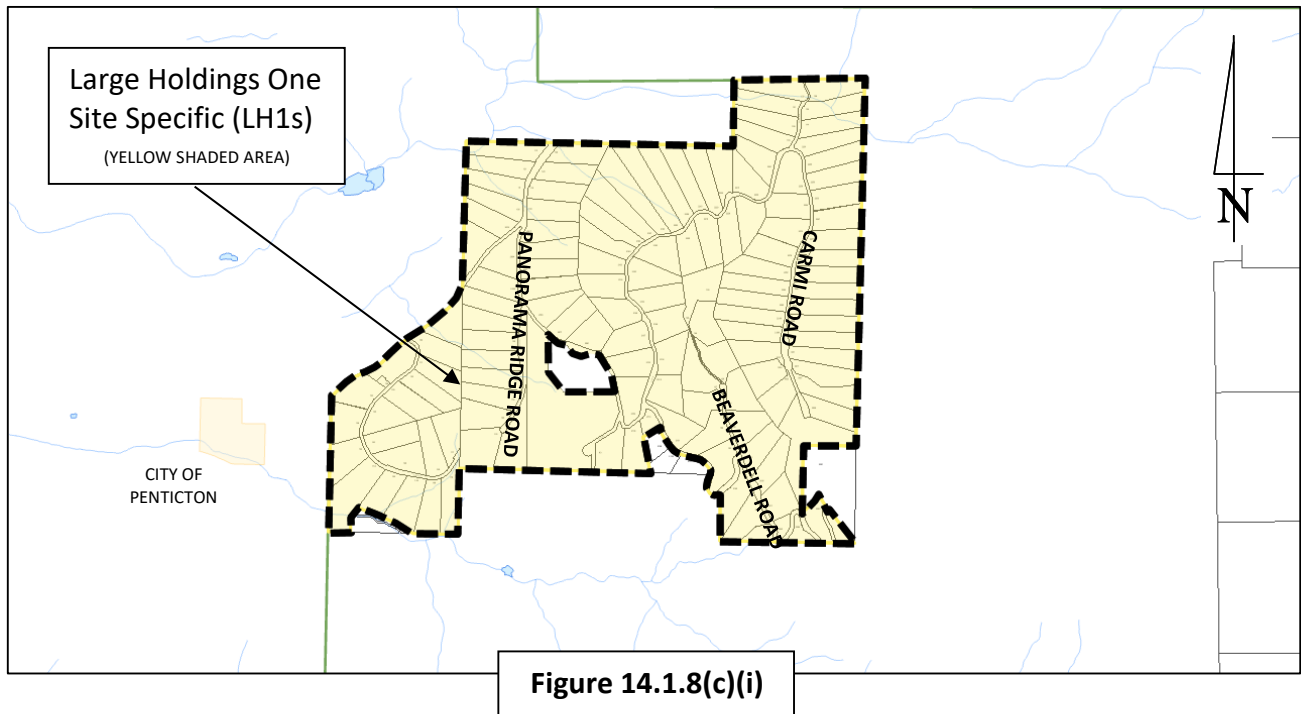 Large Holdings One
Site Specific (LH1s)
(YELLOW SHADED AREA)
N
PANORAMA RIDGE ROAD
CARMI ROAD
BEAVERDELL ROAD
CITY OF
PENTICTON
Figure 14.1.8(c)(i)